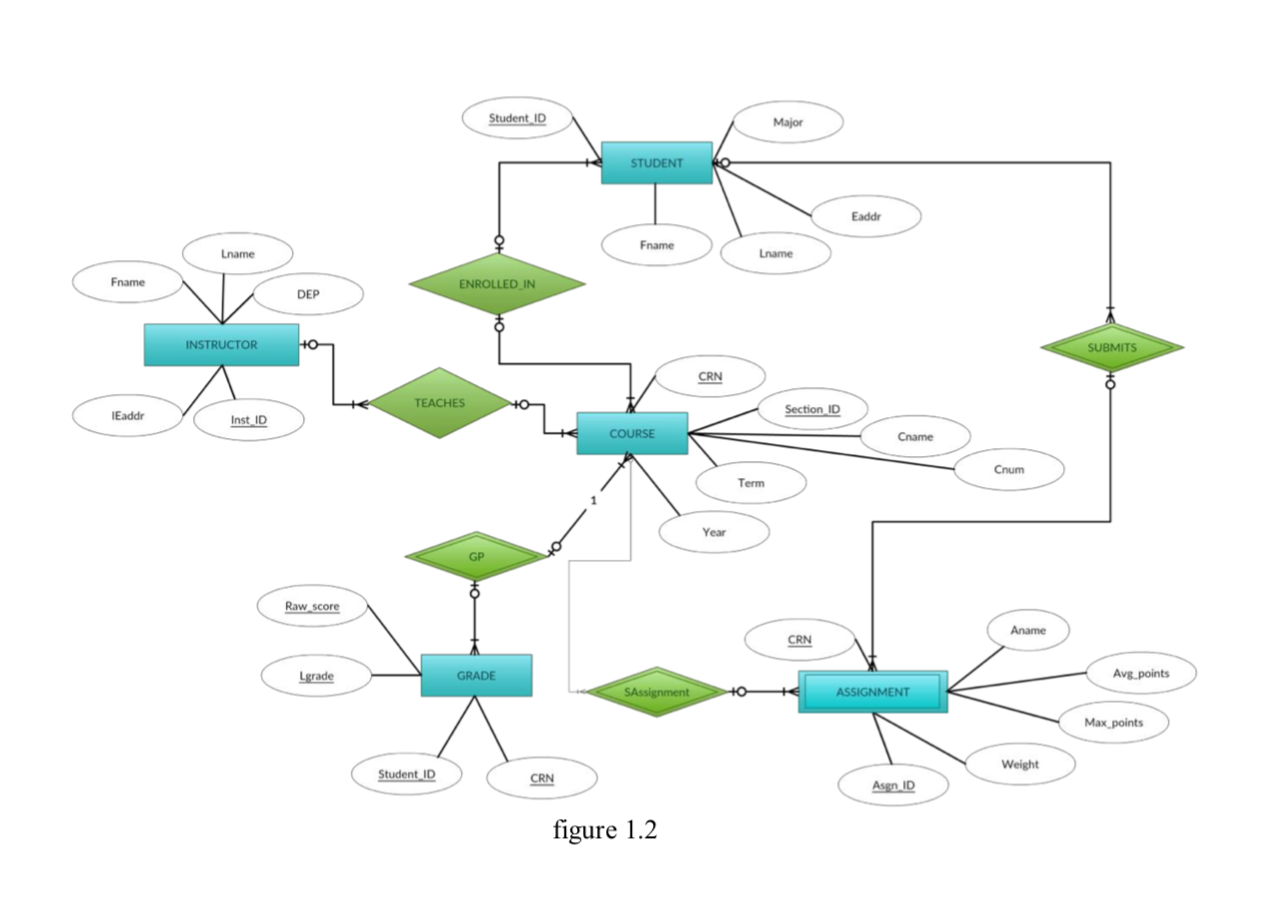 Student_ID
Major
STUDENT
Eaddr
Fname
Lname
Lname
Fname
DEP
ENROLLED_IN
INSTRUCTOR
SUBMITS
IEaddr
Inst_ID
TEACHES
CRN
Section_ID
COURSE
Cname
Cnum
Term
1
Year
GP
Raw_score
Lgrade
GRADE
Student_ID
CRN
SAssignment
CRN
ASSIGNMENT
Aname
Avg_points
Max_points
Weight
Asgn_ID
figure 1.2